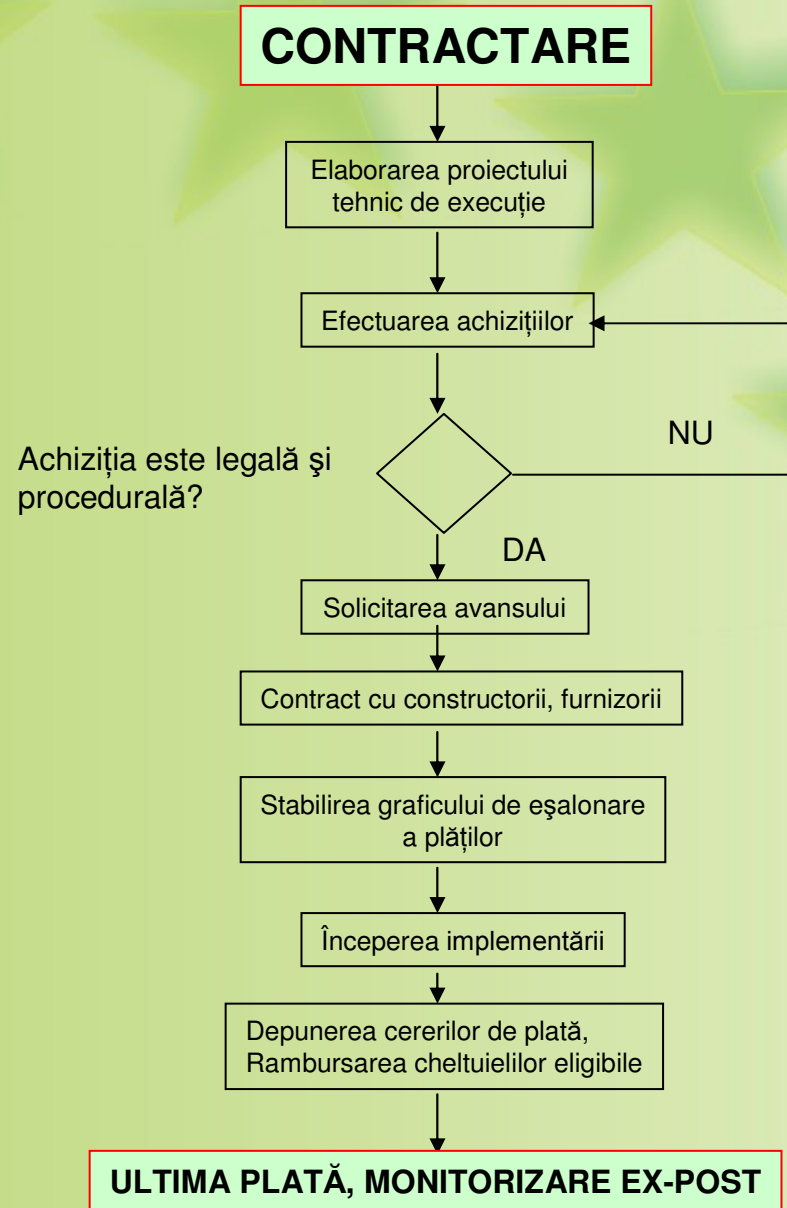 CONTRACTARE
Elaborarea proiectului
tehnic de execuție
Efectuarea achizițiilor
NU
Achiziția este legală şi
procedurală?
DA
Solicitarea avansului
Contract cu constructorii, furnizorii
Stabilirea graficului de eşalonare
a plăților
Începerea implementării
Depunerea cererilor de plată,
Rambursarea cheltuielilor eligibile
ULTIMA PLATĂ, MONITORIZARE EX-POST